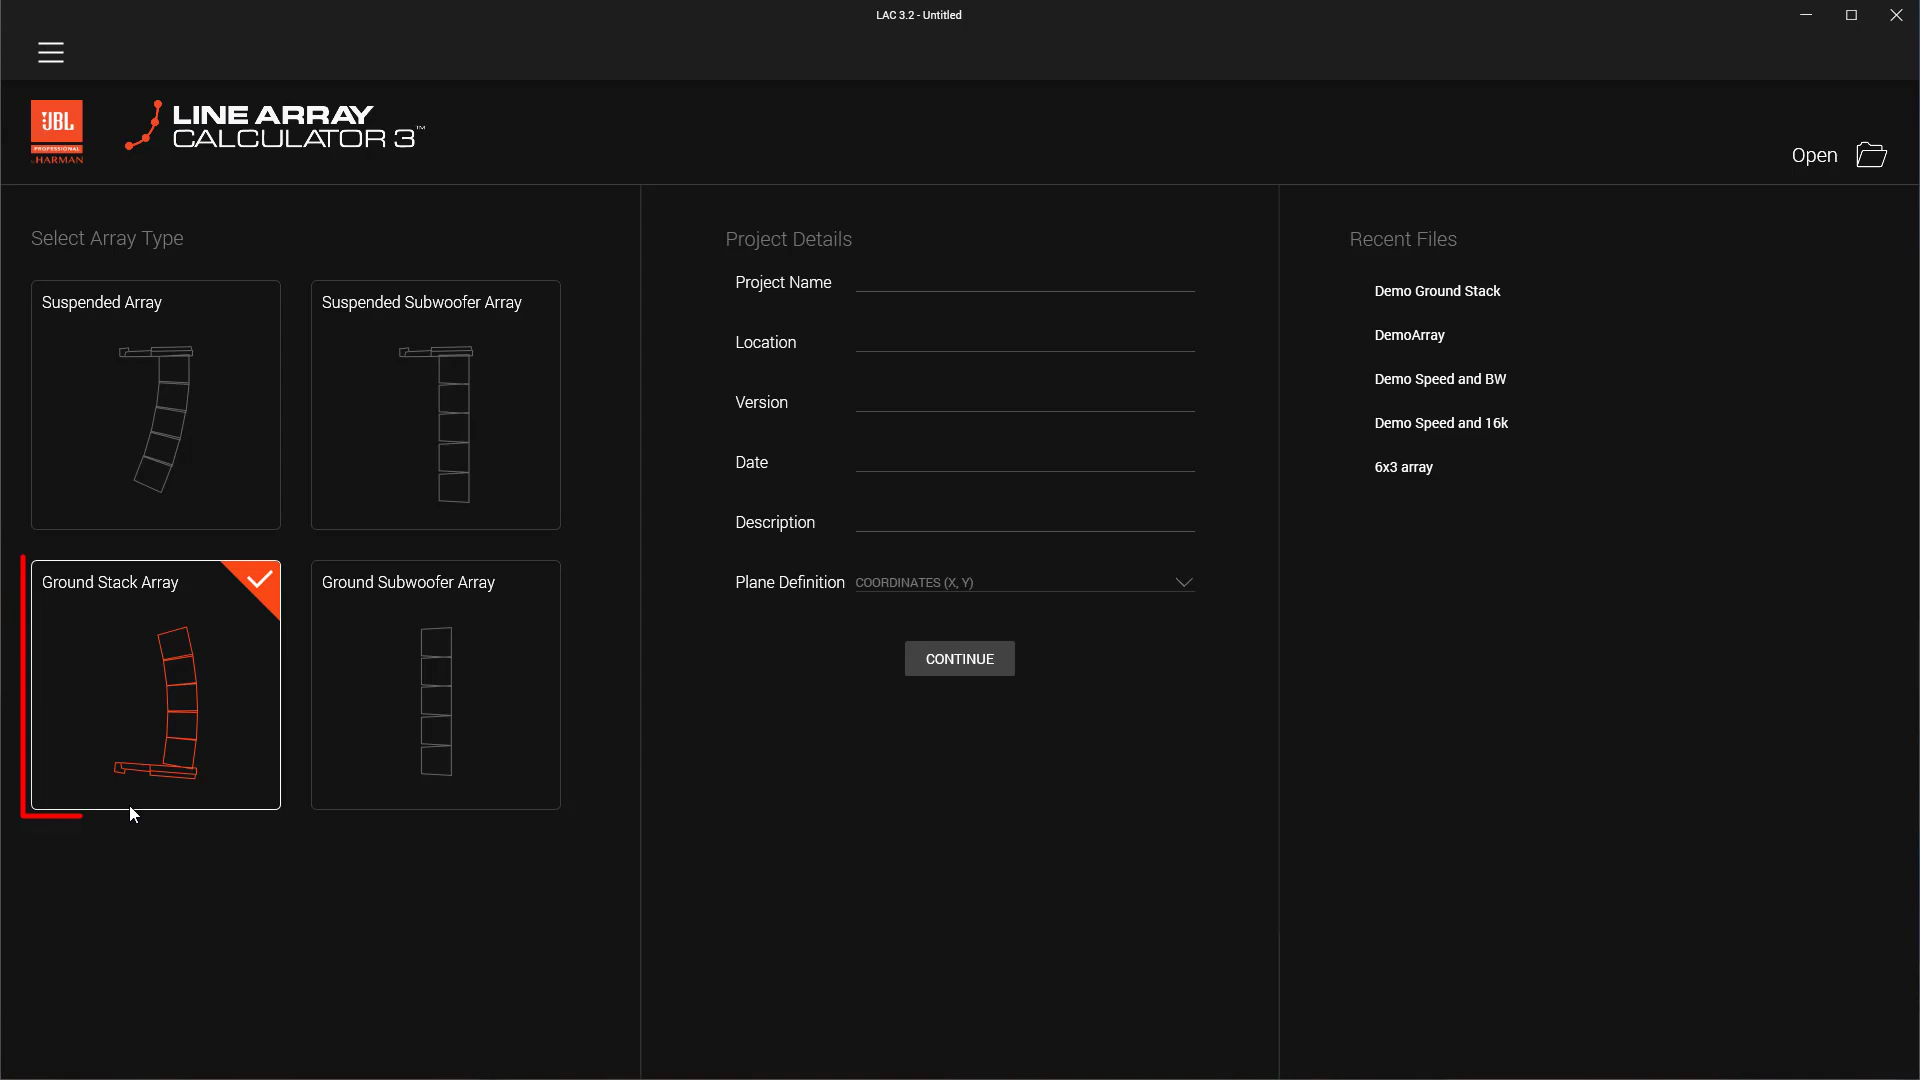 LAC 3.2 - Untitled
JBL
PROFESSIONAL
by HARMAN
LINE ARRAY
CALCULATOR 3™
Open
Select Array Type
Suspended Array
Suspended Subwoofer Array
Ground Stack Array
Ground Subwoofer Array
Project Details
Project Name
Location
Version
Date
Description
Plane Definition COORDINATES (X, Y)
CONTINUE
Recent Files
Demo Ground Stack
DemoArray
Demo Speed and BW
Demo Speed and 16k
6x3 array